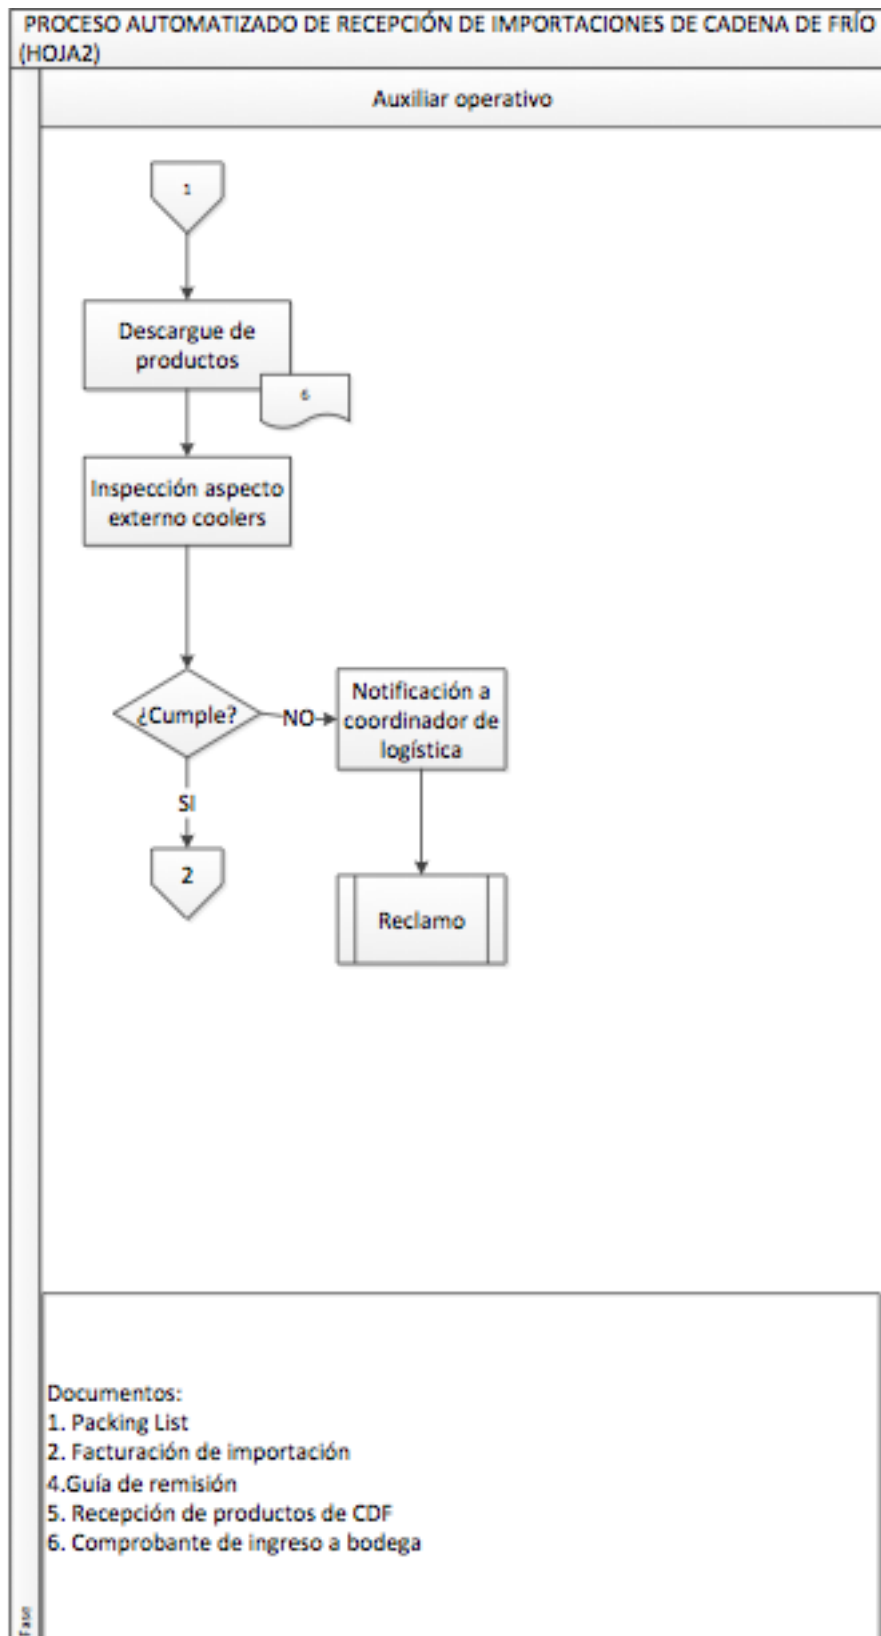 PROCESO AUTOMATIZADO DE RECEPCIÓN DE IMPORTACIONES DE CADENA DE FRÍO
(HOJA2)
Auxiliar operativo
1
Descargue de
productos
6
Inspección aspecto
externo coolers
¿Cumple?
NO
Notificación a
coordinador de
logística
SI
2
Reclamo
Documentos:
1. Packing List
2. Facturación de importación
4.Guía de remisión
5. Recepción de productos de CDF
6. Comprobante de ingreso a bodega
Fase